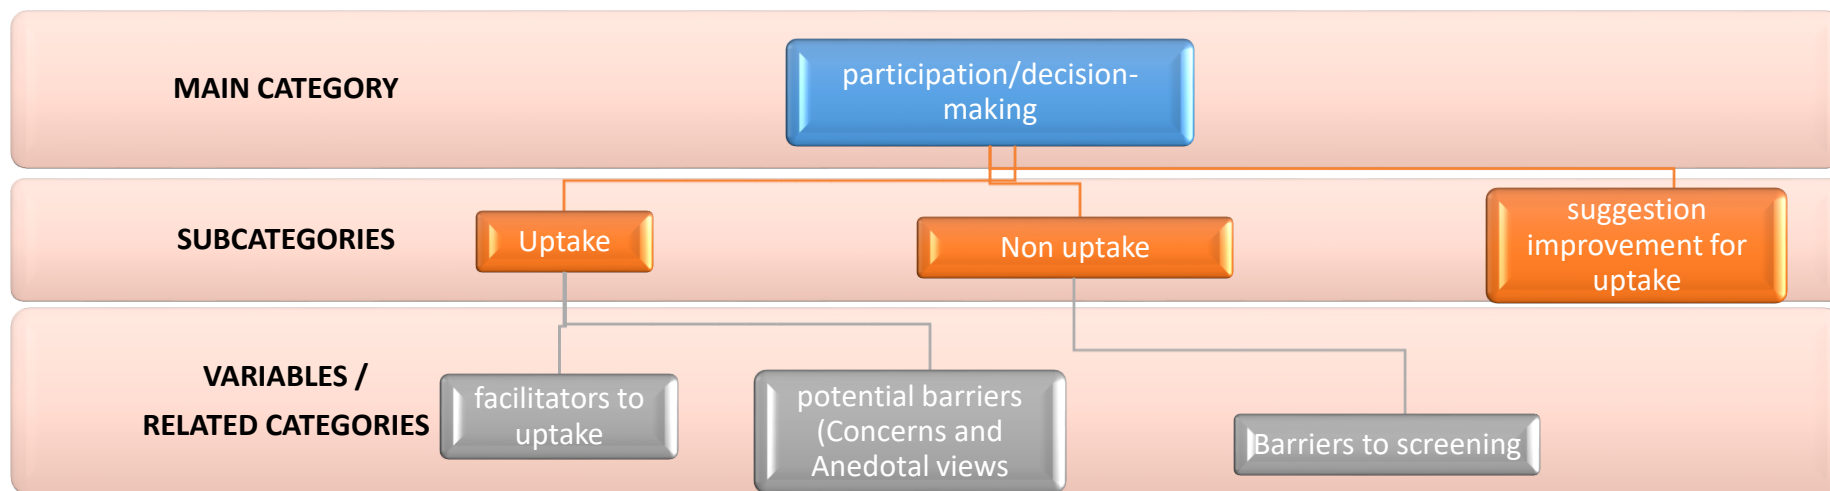 MAIN CATEGORY
participation/decision-
making
SUBCATEGORIES
Uptake
Non uptake
suggestion
improvement for
uptake
VARIABLES /
RELATED CATEGORIES
facilitators to
uptake
potential barriers
(Concerns and
Anedotal views
Barriers to screening